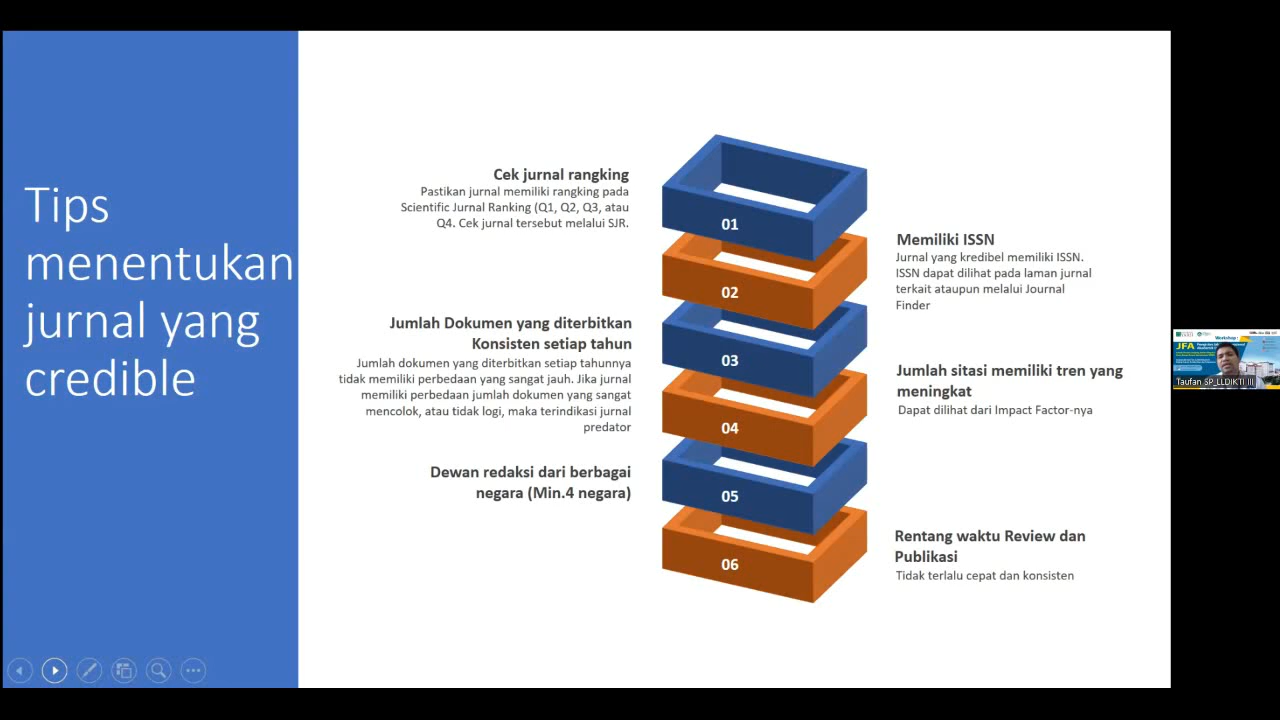 Tips
menentukan
jurnal yang
credible
Cek jurnal rangking
Pastikan jurnal memiliki rangking pada
Scientific Jurnal Ranking (Q1, Q2, Q3, atau
Q4. Cek jurnal tersebut melalui SJR.
01
Memiliki ISSN
Jurnal yang kredibel memiliki ISSN.
ISSN dapat dilihat pada laman jurnal
terkait ataupun melalui Journal
Finder
02
Jumlah Dokumen yang diterbitkan
Konsisten setiap tahun
Jumlah dokumen yang diterbitkan setiap tahunnya
tidak memiliki perbedaan yang sangat jauh. Jika jurnal
memiliki perbedaan jumlah dokumen yang sangat
mencolok, atau tidak logi, maka terindikasi jurnal
predator
03
Jumlah sitasi memiliki tren yang
meningkat
Dapat dilihat dari Impact Factor-nya
04
Dewan redaksi dari berbagai
negara (Min.4 negara)
05
Rentang waktu Review dan
Publikasi
Tidak terlalu cepat dan konsisten
06
Workshop
JFA
Taufan SP_LLDIKTI III